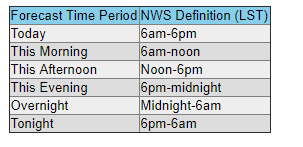 Forecast Time Period NWS Definition (LST)
Today 6am-6pm
This Morning 6am-noon
This Afternoon Noon-6pm
This Evening 6pm-midnight
Overnight Midnight-6am
Tonight 6pm-6am